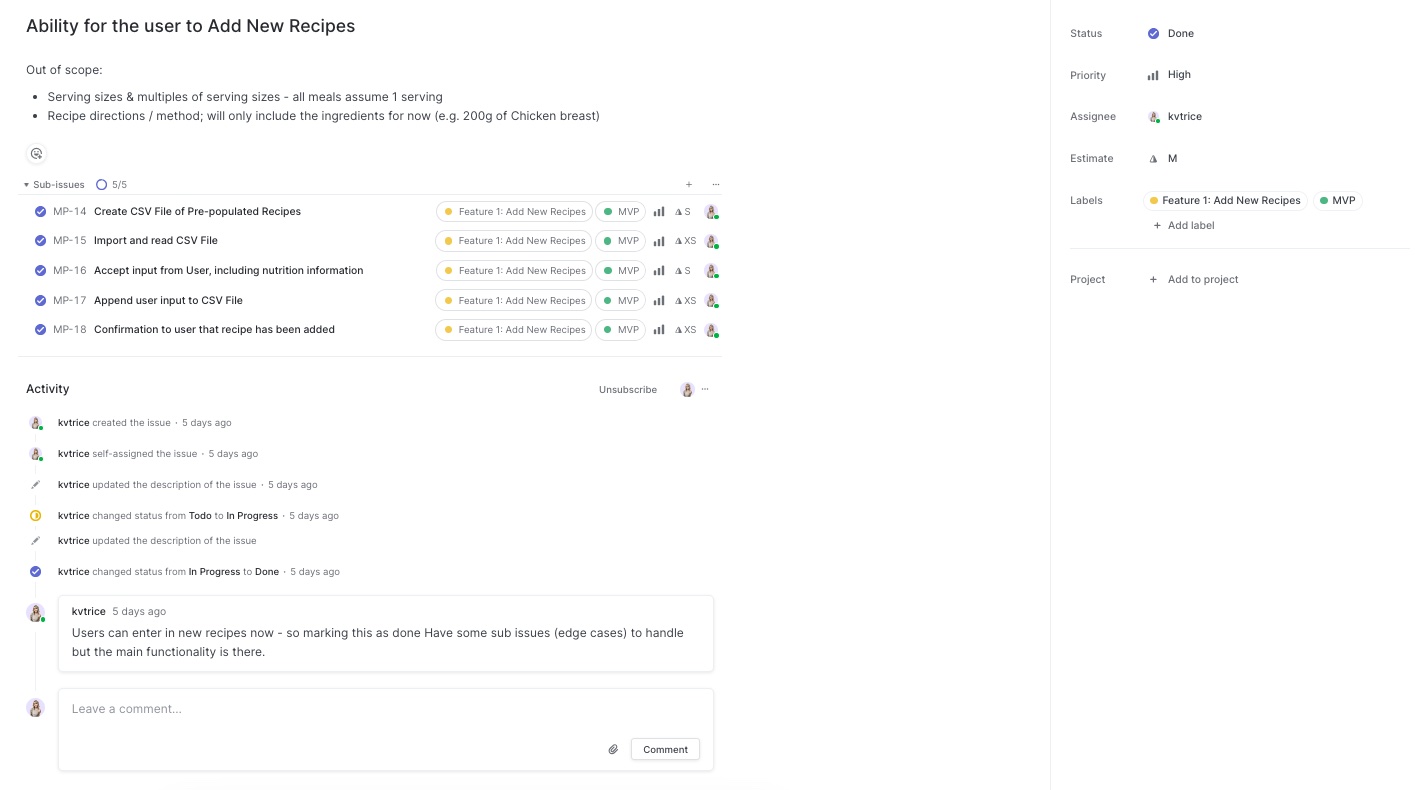 Ability for the user to Add New Recipes
Out of scope:
• Serving sizes & multiples of serving sizes - all meals assume 1 serving
• Recipe directions / method; will only include the ingredients for now (e.g. 200g of Chicken breast)
Sub-issues 5/5
MP-14 Create CSV File of Pre-populated Recipes Feature 1: Add New Recipes MVP S
MP-15 Import and read CSV File Feature 1: Add New Recipes MVP XS
MP-16 Accept input from User, including nutrition information Feature 1: Add New Recipes MVP S
MP-17 Append user input to CSV File Feature 1: Add New Recipes MVP XS
MP-18 Confirmation to user that recipe has been added Feature 1: Add New Recipes MVP XS
Activity Unsubscribe
kvtrice created the issue · 5 days ago
kvtrice self-assigned the issue · 5 days ago
kvtrice updated the description of the issue · 5 days ago
kvtrice changed status from Todo to In Progress · 5 days ago
kvtrice updated the description of the issue
kvtrice changed status from In Progress to Done · 5 days ago
kvtrice 5 days ago
Users can enter in new recipes now - so marking this as done Have some sub issues (edge cases) to handle
but the main functionality is there.
Leave a comment...
Comment
Status Done
Priority High
Assignee kvtrice
Estimate M
Labels Feature 1: Add New Recipes MVP
+ Add label
Project + Add to project